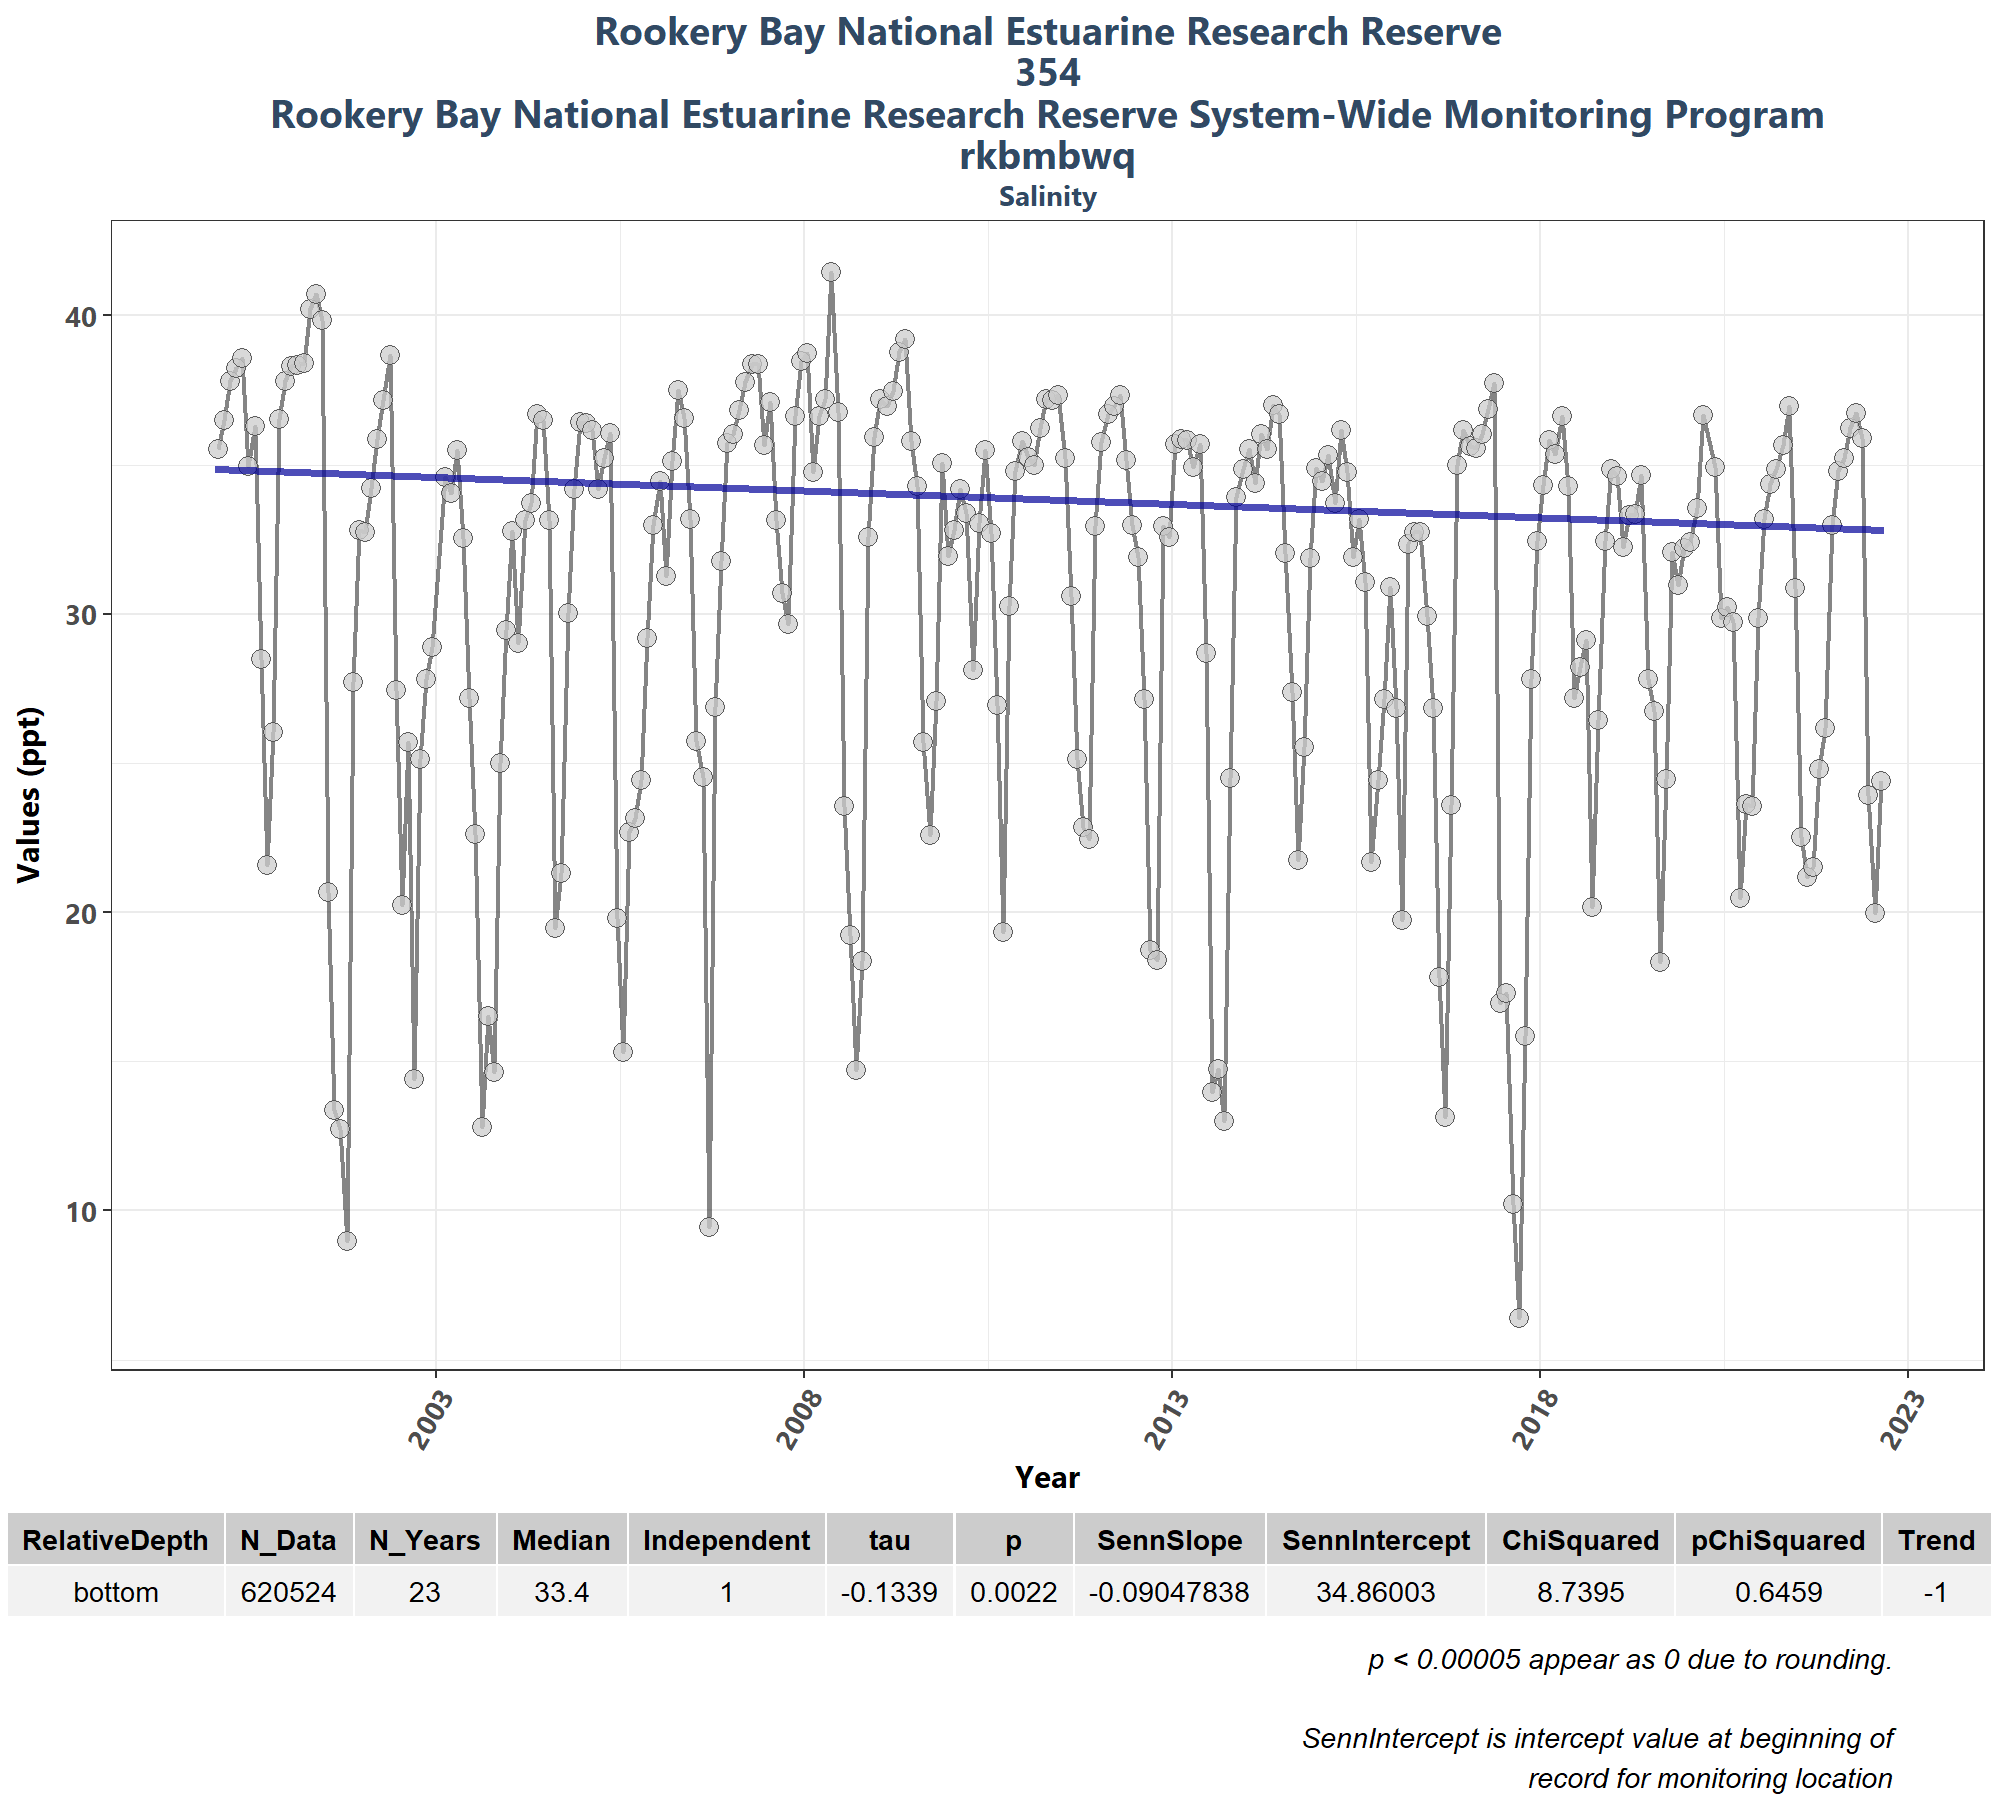 Rookery Bay National Estuarine Research Reserve
354
Rookery Bay National Estuarine Research Reserve System-Wide Monitoring Program
rkbmbwq
Salinity
Values (ppt)
40
30
20
10
2003 2008 2013 2018 2023
Year
RelativeDepth N_Data N_Years Median Independent tau p SennSlope SennIntercept ChiSquared pChiSquared Trend
bottom 620524 23 33.4 1 -0.1339 0.0022 -0.09047838 34.86003 8.7395 0.6459 -1
p < 0.00005 appear as 0 due to rounding.
SennIntercept is intercept value at beginning of
record for monitoring location